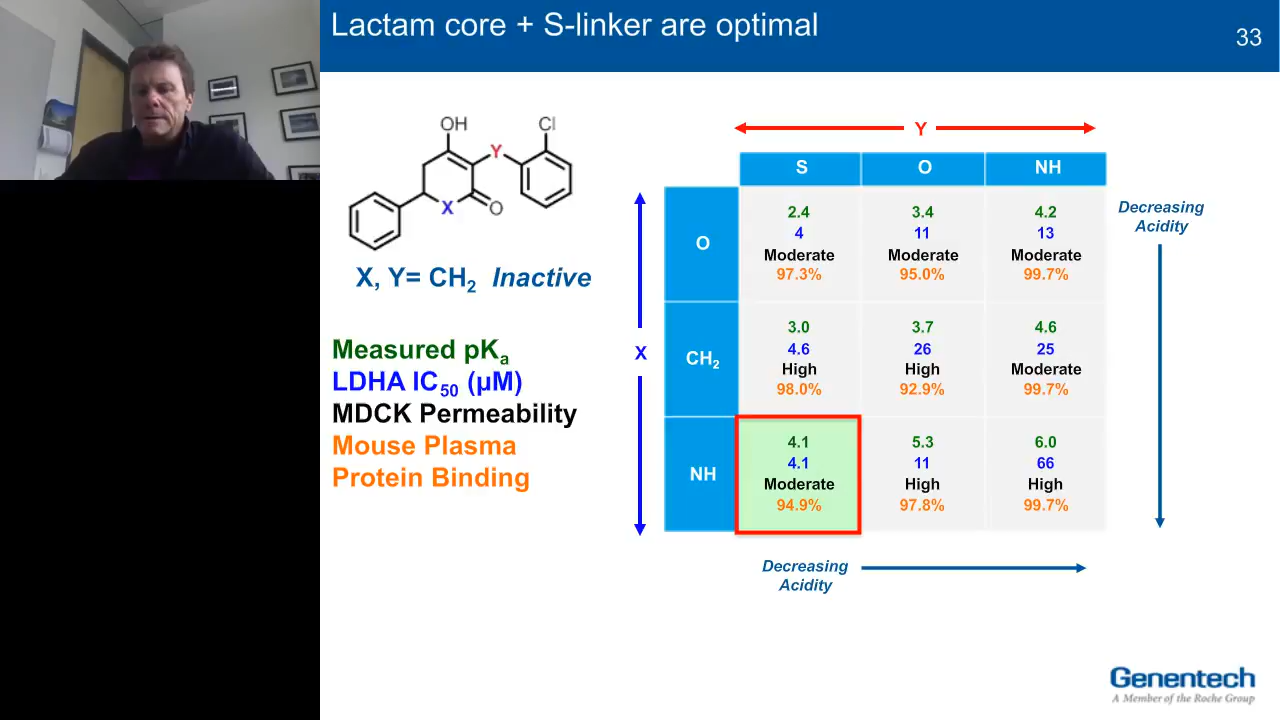 Lactam core + S-linker are optimal
33
OH
Cl
Y
X
O
X, Y= CH₂ Inactive
Measured pKₐ
LDHA IC₅₀ (µM)
MDCK Permeability
Mouse Plasma
Protein Binding
Y
S O NH
X
O
2.4 3.4 4.2
4 11 13
Moderate Moderate Moderate
97.3% 95.0% 99.7%
CH₂
3.0 3.7 4.6
4.6 26 25
High High Moderate
98.0% 92.9% 99.7%
NH
4.1 5.3 6.0
4.1 11 66
Moderate High High
94.9% 97.8% 99.7%
Decreasing
Acidity
Decreasing
Acidity
Genentech
A Member of the Roche Group